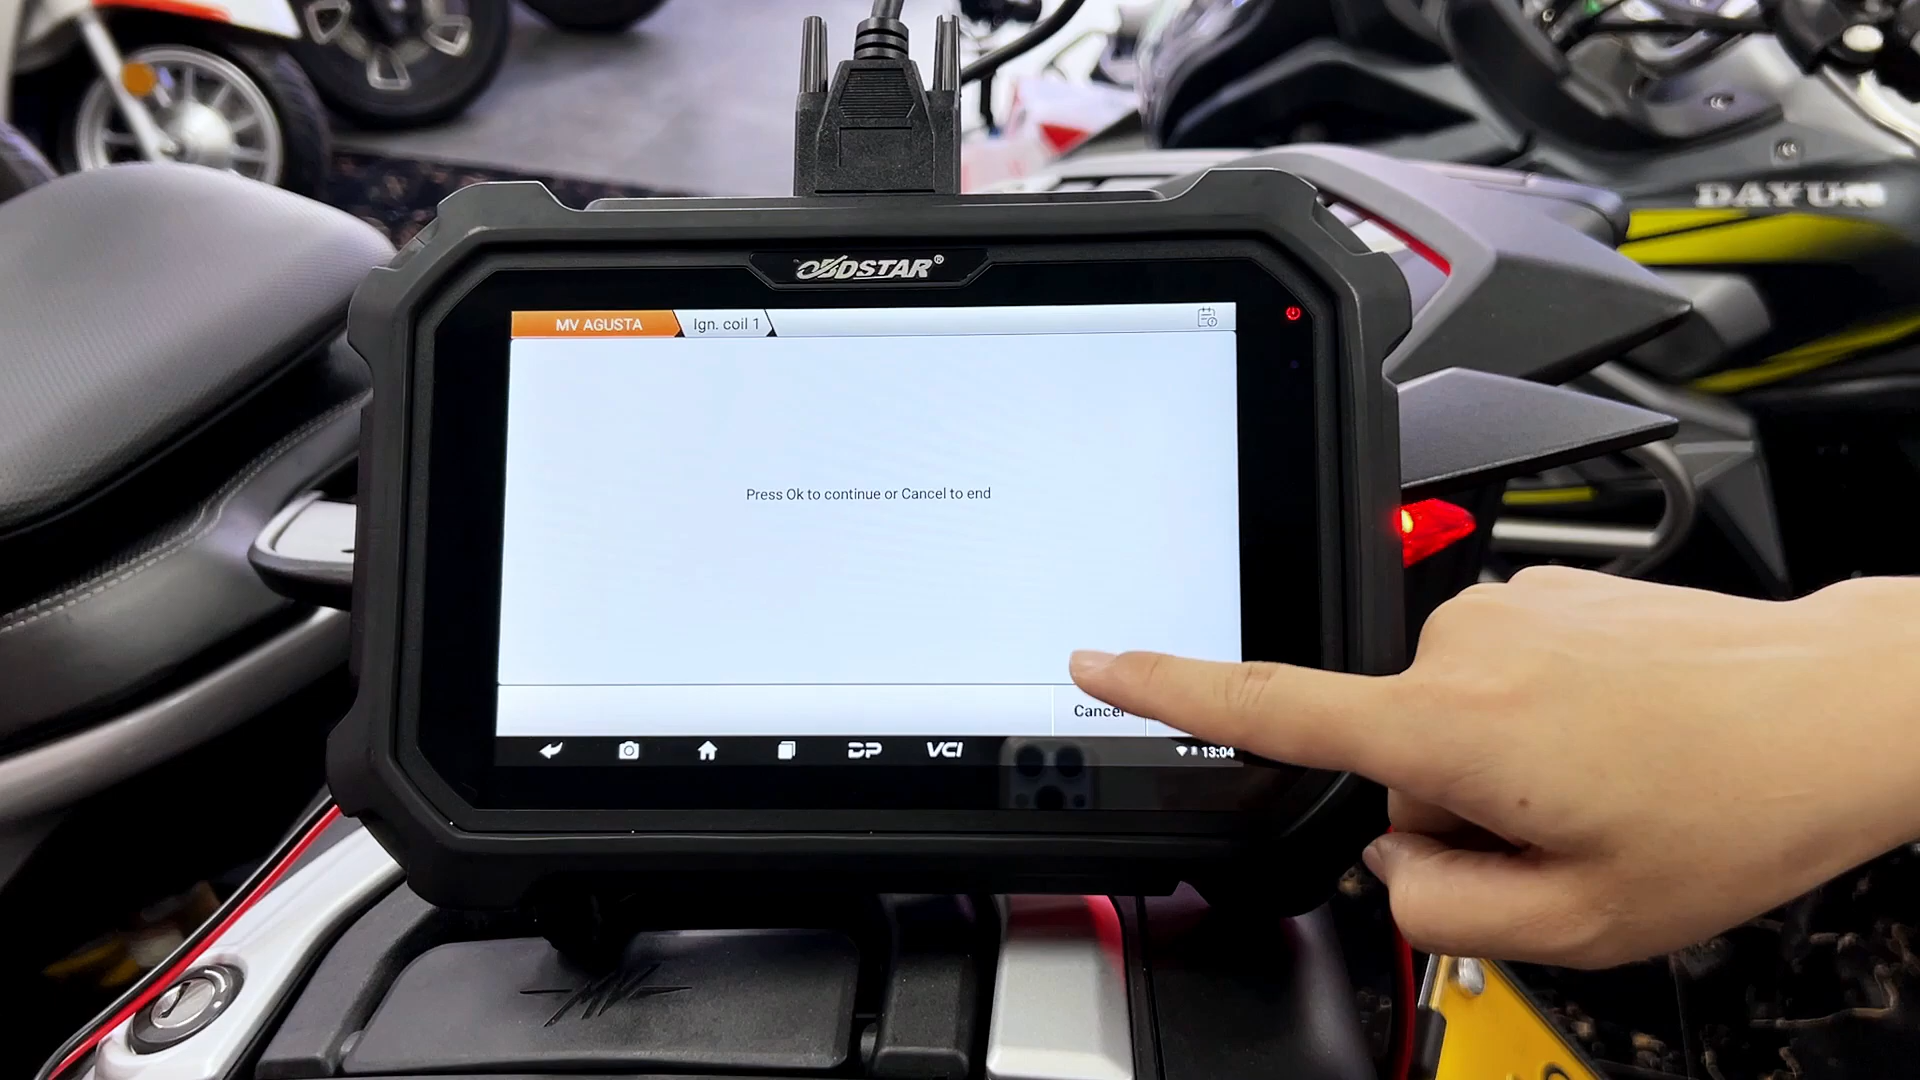 DAYUN
OBDSTAR®
MV AGUSTA
Ign. coil 1
Press Ok to continue or Cancel to end
Cancel
DP
VCI
13:04
MV